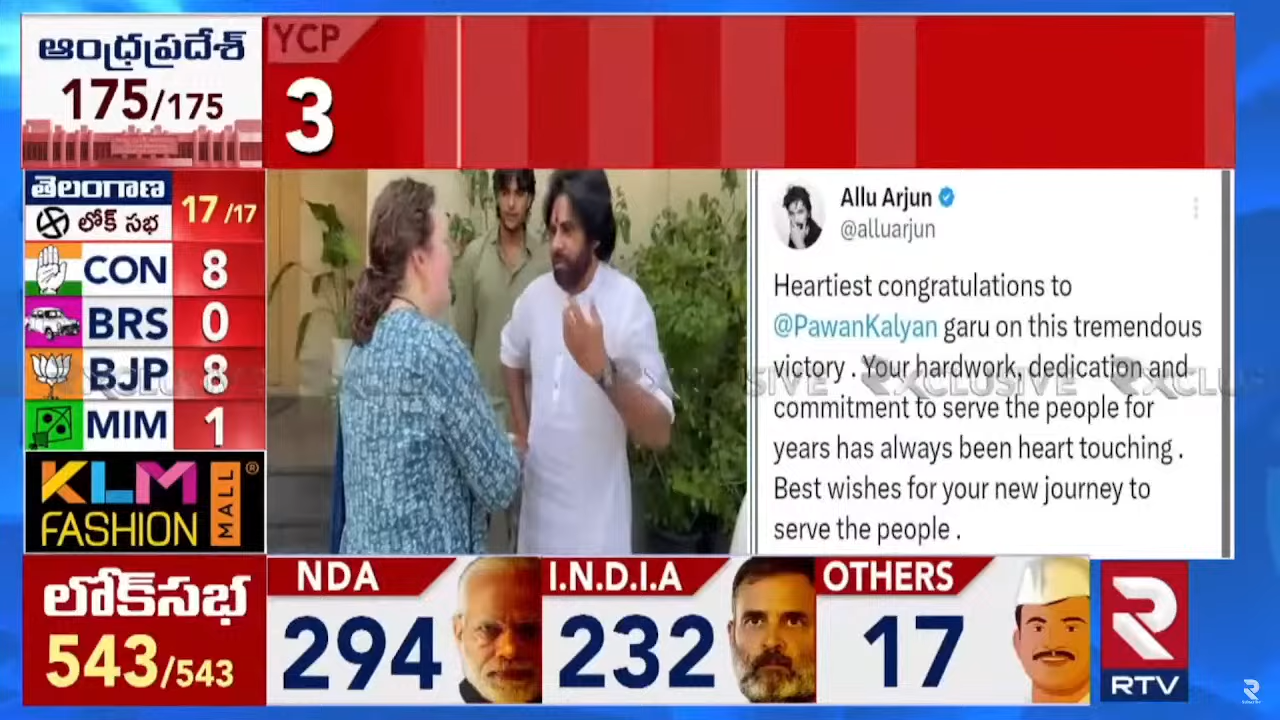 ఆంధ్రప్రదేశ్
175/175
YCP
3
తెలంగాణ
లోక్ సభ
17/17
CON 8
BRS 0
BJP 8
MIM 1
KLM
FASHION
MALL
®
Allu Arjun
@alluarjun
Heartiest congratulations to
@PawanKalyan garu on this tremendous
victory . Your hardwork, dedication and
commitment to serve the people for
years has always been heart touching .
Best wishes for your new journey to
serve the people .
EXCLUSIVE
లోక్‌సభ
543/543
NDA
294
I.N.D.I.A
232
OTHERS
17
RTV